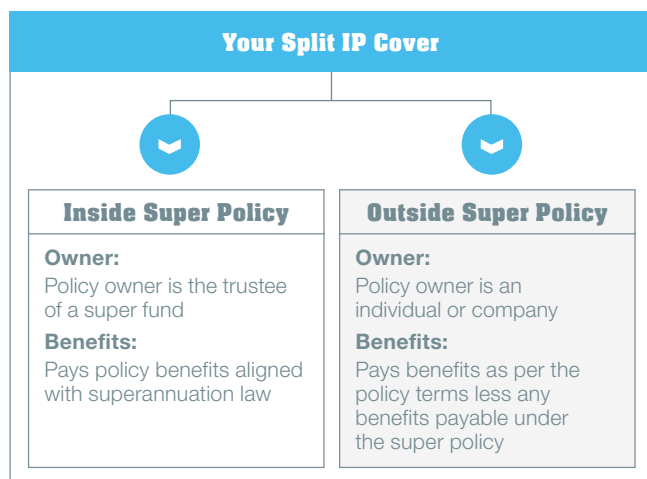 Your Split IP Cover
Inside Super Policy
Owner:
Policy owner is the trustee
of a super fund
Benefits:
Pays policy benefits aligned
with superannuation law
Outside Super Policy
Owner:
Policy owner is an
individual or company
Benefits:
Pays benefits as per the
policy terms less any
benefits payable under
the super policy